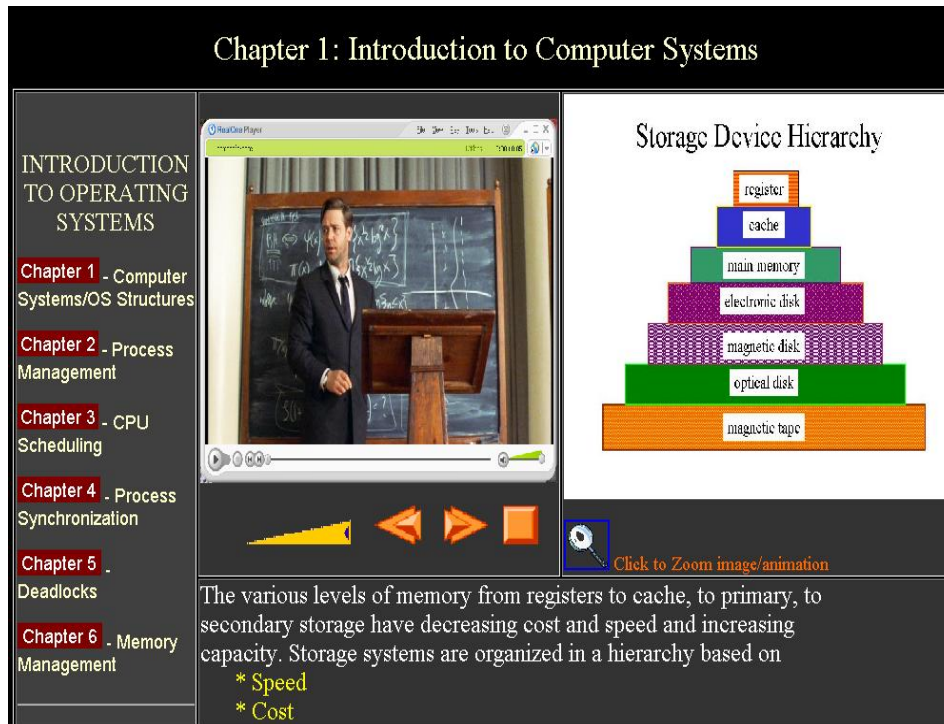 Chapter 1: Introduction to Computer Systems
INTRODUCTION
TO OPERATING
SYSTEMS
Chapter 1 - Computer
Systems/OS Structures
Chapter 2 - Process
Management
Chapter 3 - CPU
Scheduling
Chapter 4 - Process
Synchronization
Chapter 5 -
Deadlocks
Chapter 6 - Memory
Management
RealOne Player
Storage Device Hierarchy
register
cache
main memory
electronic disk
magnetic disk
optical disk
magnetic tape
Click to Zoom image/animation
The various levels of memory from registers to cache, to primary, to
secondary storage have decreasing cost and speed and increasing
capacity. Storage systems are organized in a hierarchy based on
* Speed
* Cost